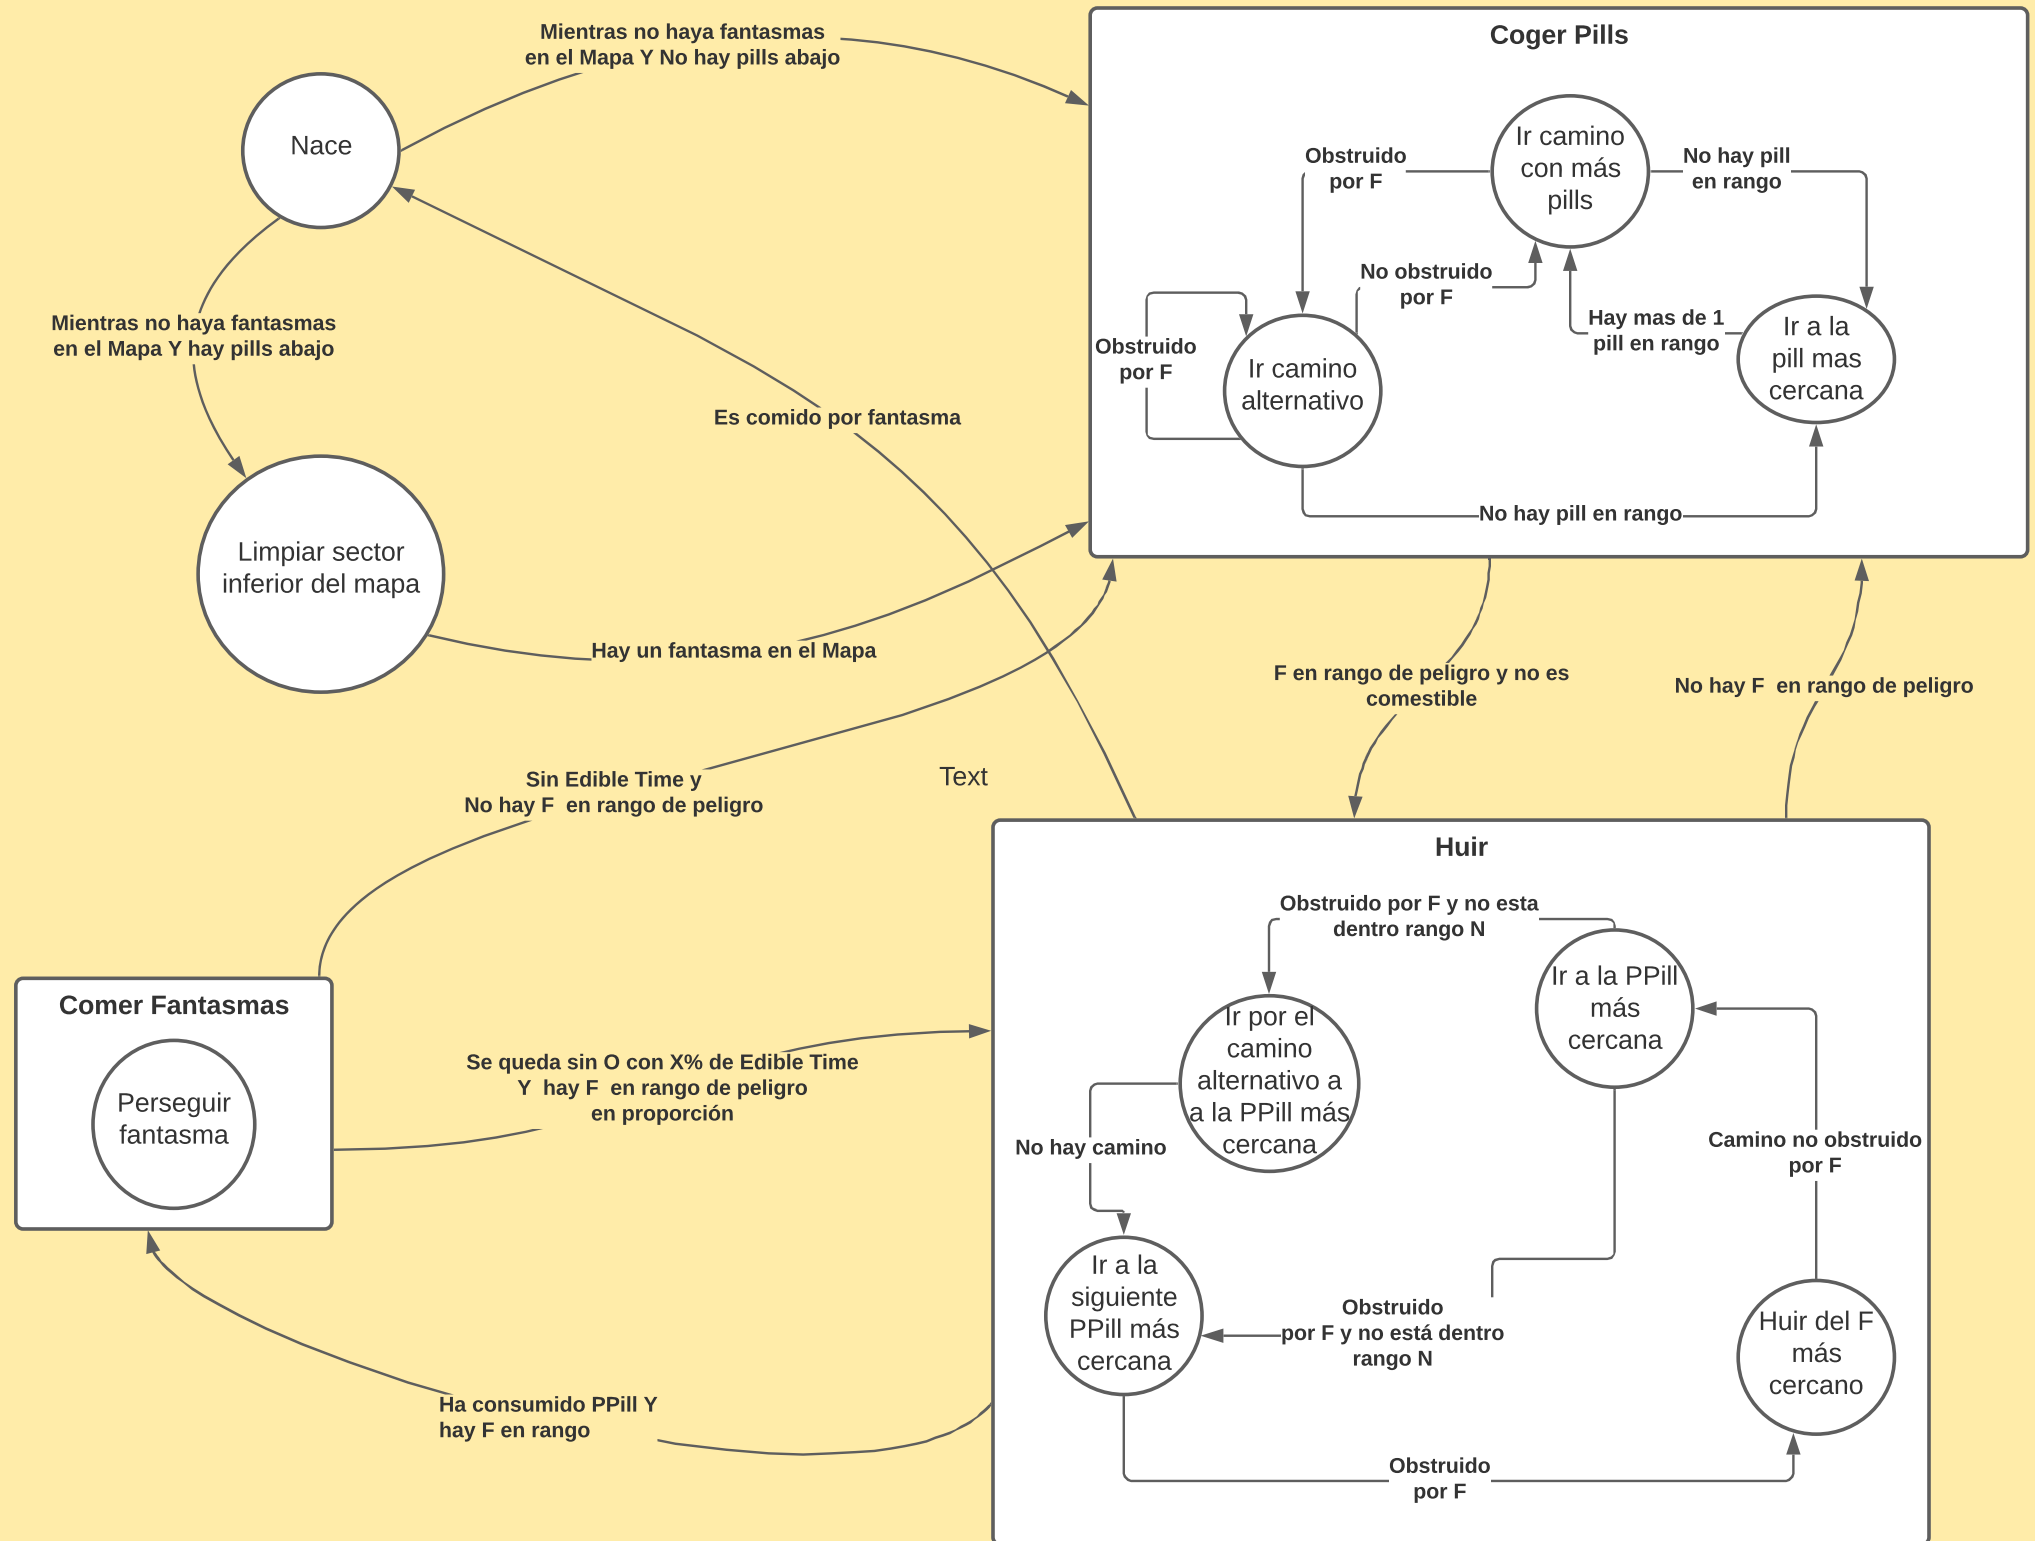 Mientras no haya fantasmas
en el Mapa Y No hay pills abajo
Nace
Mientras no haya fantasmas
en el Mapa Y hay pills abajo
Limpiar sector
inferior del mapa
Es comido por fantasma
Hay un fantasma en el Mapa
Coger Pills
Ir camino
con más
pills
Obstruido
por F
No hay pill
en rango
No obstruido
por F
Hay mas de 1
pill en rango
Ir a la
pill mas
cercana
Obstruido
por F
Ir camino
alternativo
No hay pill en rango
F en rango de peligro y no es
comestible
No hay F  en rango de peligro
Sin Edible Time y
No hay F  en rango de peligro
Text
Comer Fantasmas
Perseguir
fantasma
Se queda sin O con X% de Edible Time
Y  hay F  en rango de peligro
en proporción
Ha consumido PPill Y
hay F en rango
Huir
Obstruido por F y no esta
dentro rango N
Ir a la PPill
más
cercana
Ir por el
camino
alternativo a
a la PPill más
cercana
No hay camino
Camino no obstruido
por F
Ir a la
siguiente
PPill más
cercana
Obstruido
por F y no está dentro
rango N
Huir del F
más
cercano
Obstruido
por F